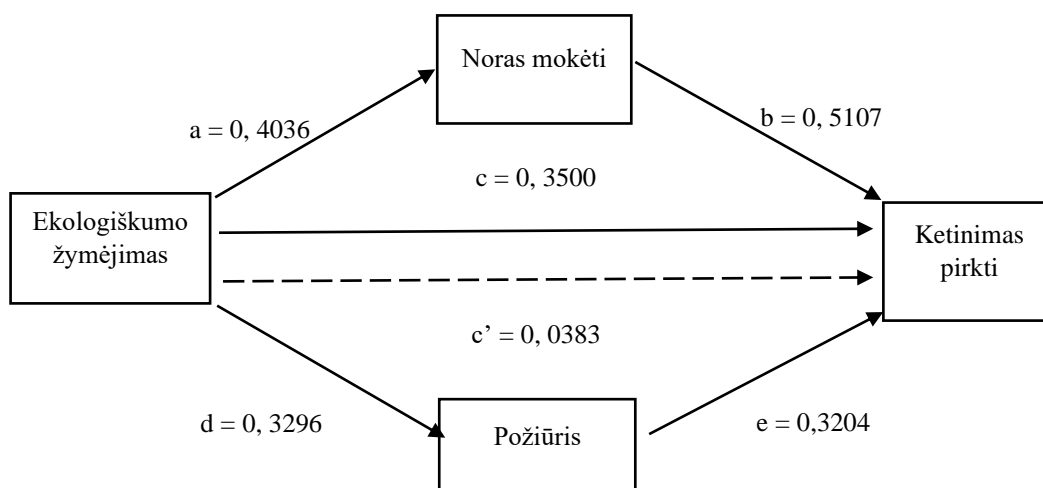 Noras mokėti
a = 0, 4036
b = 0, 5107
c = 0, 3500
Ekologiškumo
žymėjimas
Ketinimas
pirkti
c’ = 0, 0383
d = 0, 3296
Požiūris
e = 0,3204